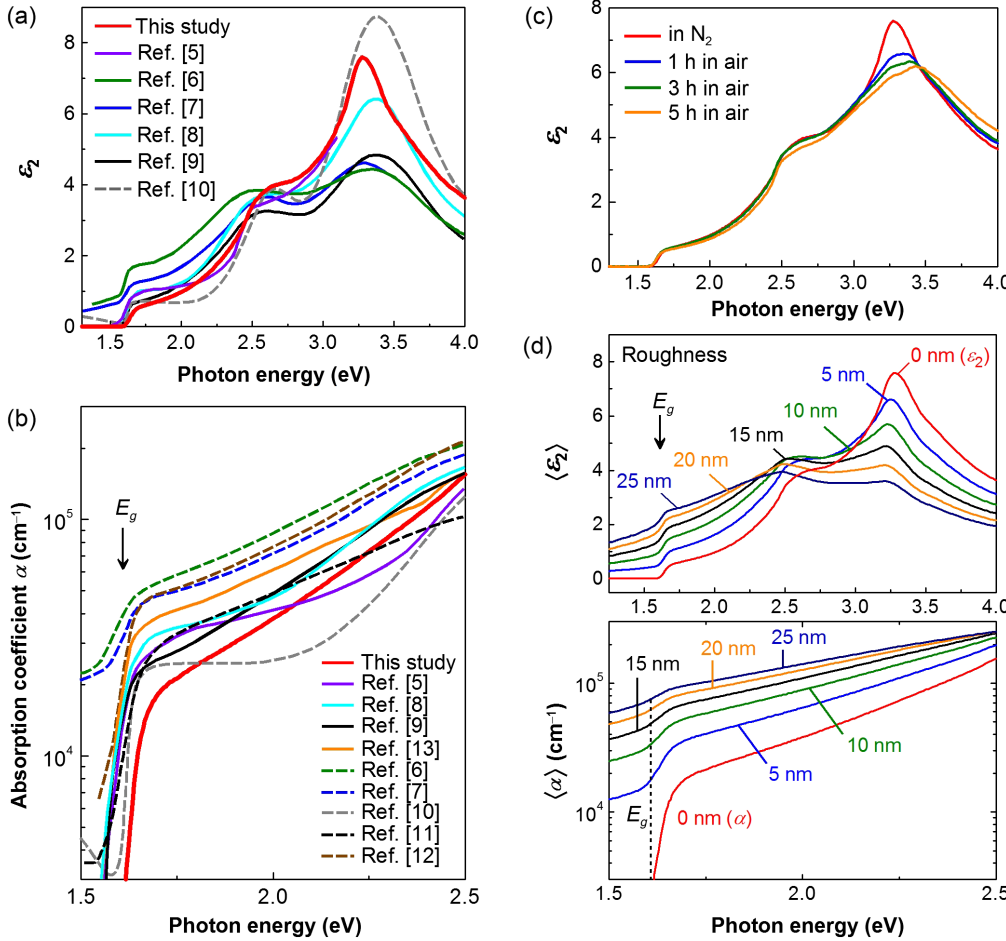 (a)
This study
Ref. [5]
Ref. [6]
Ref. [7]
Ref. [8]
Ref. [9]
Ref. [10]
8
6
4
2
0
ε₂
1.5 2.0 2.5 3.0 3.5 4.0
Photon energy (eV)
(c)
in N₂
1 h in air
3 h in air
5 h in air
8
7
6
5
4
3
2
1
0
ε₂
1.5 2.0 2.5 3.0 3.5 4.0
Photon energy (eV)
(b)
E_g
This study
Ref. [5]
Ref. [8]
Ref. [9]
Ref. [13]
Ref. [6]
Ref. [7]
Ref. [10]
Ref. [11]
Ref. [12]
10⁵
10⁴
Absorption coefficient α (cm⁻¹)
1.5 2.0 2.5
Photon energy (eV)
(d)
Roughness
0 nm (ε₂)
5 nm
10 nm
15 nm
20 nm
25 nm
E_g
8
6
4
2
0
⟨ε₂⟩
1.5 2.0 2.5 3.0 3.5 4.0
25 nm
20 nm
15 nm
10 nm
5 nm
0 nm (α)
E_g
10⁵
10⁴
⟨α⟩ (cm⁻¹)
1.5 2.0 2.5
Photon energy (eV)